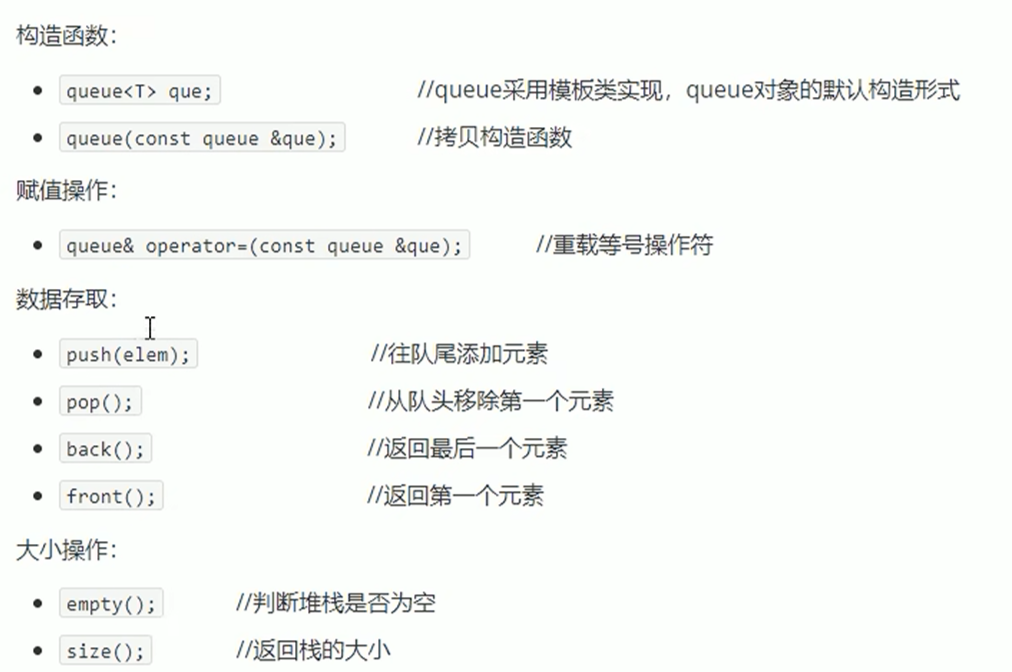 构造函数：
queue<T> que; //queue采用模板类实现，queue对象的默认构造形式
queue(const queue &que); //拷贝构造函数
赋值操作：
queue& operator=(const queue &que); //重载等号操作符
数据存取：
push(elem); //往队尾添加元素
pop(); //从队头移除第一个元素
back(); //返回最后一个元素
front(); //返回第一个元素
大小操作：
empty(); //判断堆栈是否为空
size(); //返回栈的大小